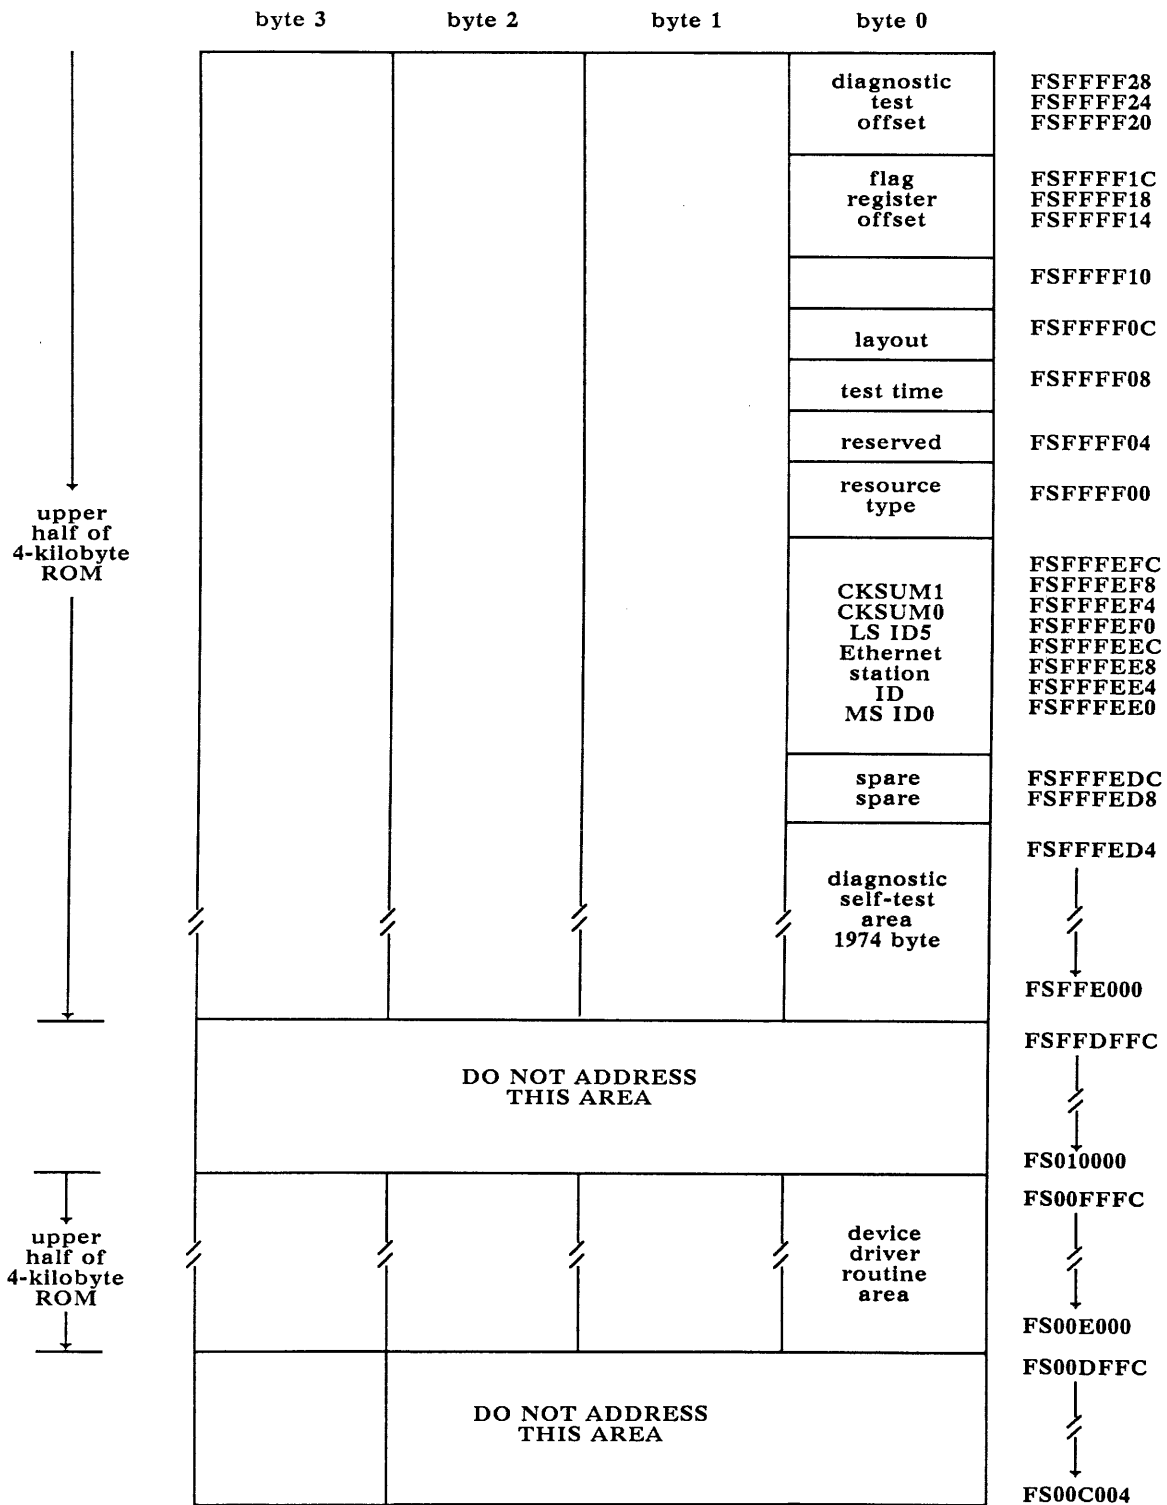 byte 3 byte 2 byte 1 byte 0
diagnostic FSFFFF28
test FSFFFF24
offset FSFFFF20
flag FSFFFF1C
register FSFFFF18
offset FSFFFF14
FSFFFF10
layout FSFFFF0C
test time FSFFFF08
reserved FSFFFF04
resource
type FSFFFF00
upper
half of
4-kilobyte
ROM
FSFFFEFC
CKSUM1 FSFFFEF8
CKSUM0 FSFFFEF4
LS ID5 FSFFFEF0
Ethernet FSFFFEEC
station FSFFFEE8
ID FSFFFEE4
MS ID0 FSFFFEE0
spare FSFFFEDC
spare FSFFFED8
FSFFFED4
diagnostic
self-test
area
1974 byte
FSFFE000
FSFFDFFC
DO NOT ADDRESS
THIS AREA
FS010000
FS00FFFC
upper
half of
4-kilobyte
ROM
device
driver
routine
area
FS00E000
FS00DFFC
DO NOT ADDRESS
THIS AREA
FS00C004